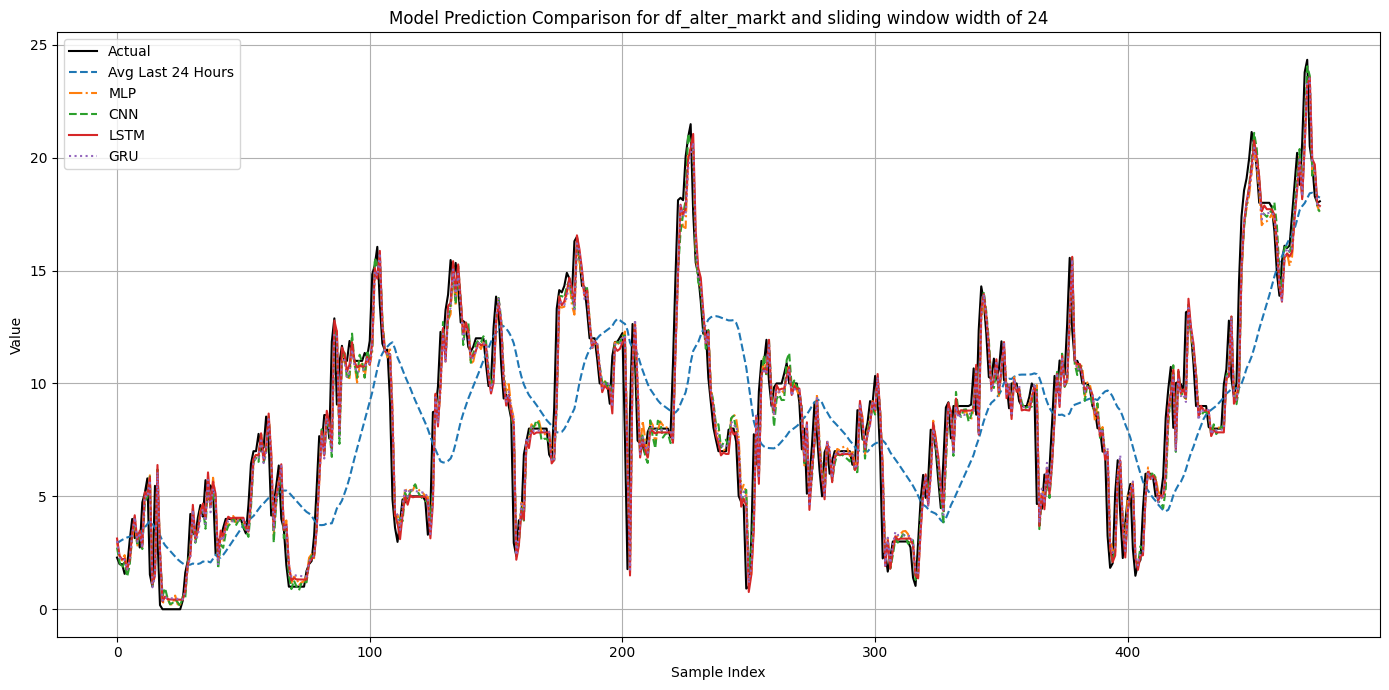 Model Prediction Comparison for df_alter_markt and sliding window width of 24
Actual
Avg Last 24 Hours
MLP
CNN
LSTM
GRU
25
20
15
10
5
0
Value
0 100 200 300 400
Sample Index